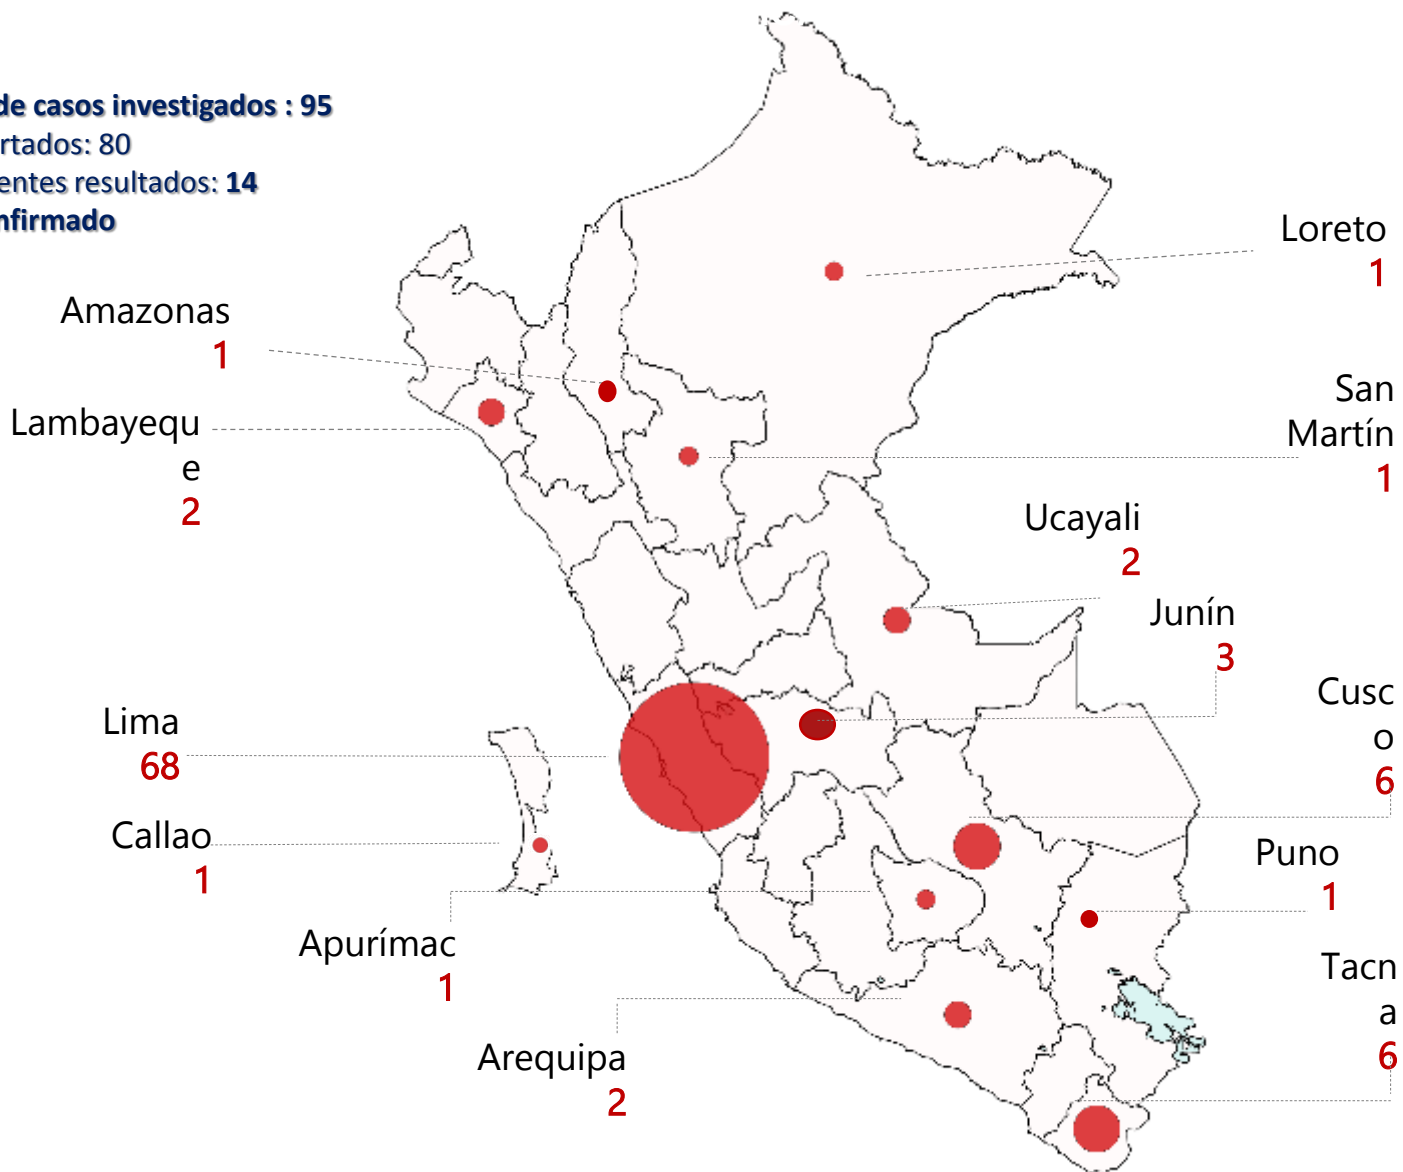 de casos investigados : 95
rtados: 80
entes resultados: 14
nfirmado
Loreto
1
Amazonas
1
San
Martín
1
Lambayequ
e
2
Ucayali
2
Junín
3
Cusc
o
6
Lima
68
Callao
1
Puno
1
Apurímac
1
Tacn
a
6
Arequipa
2